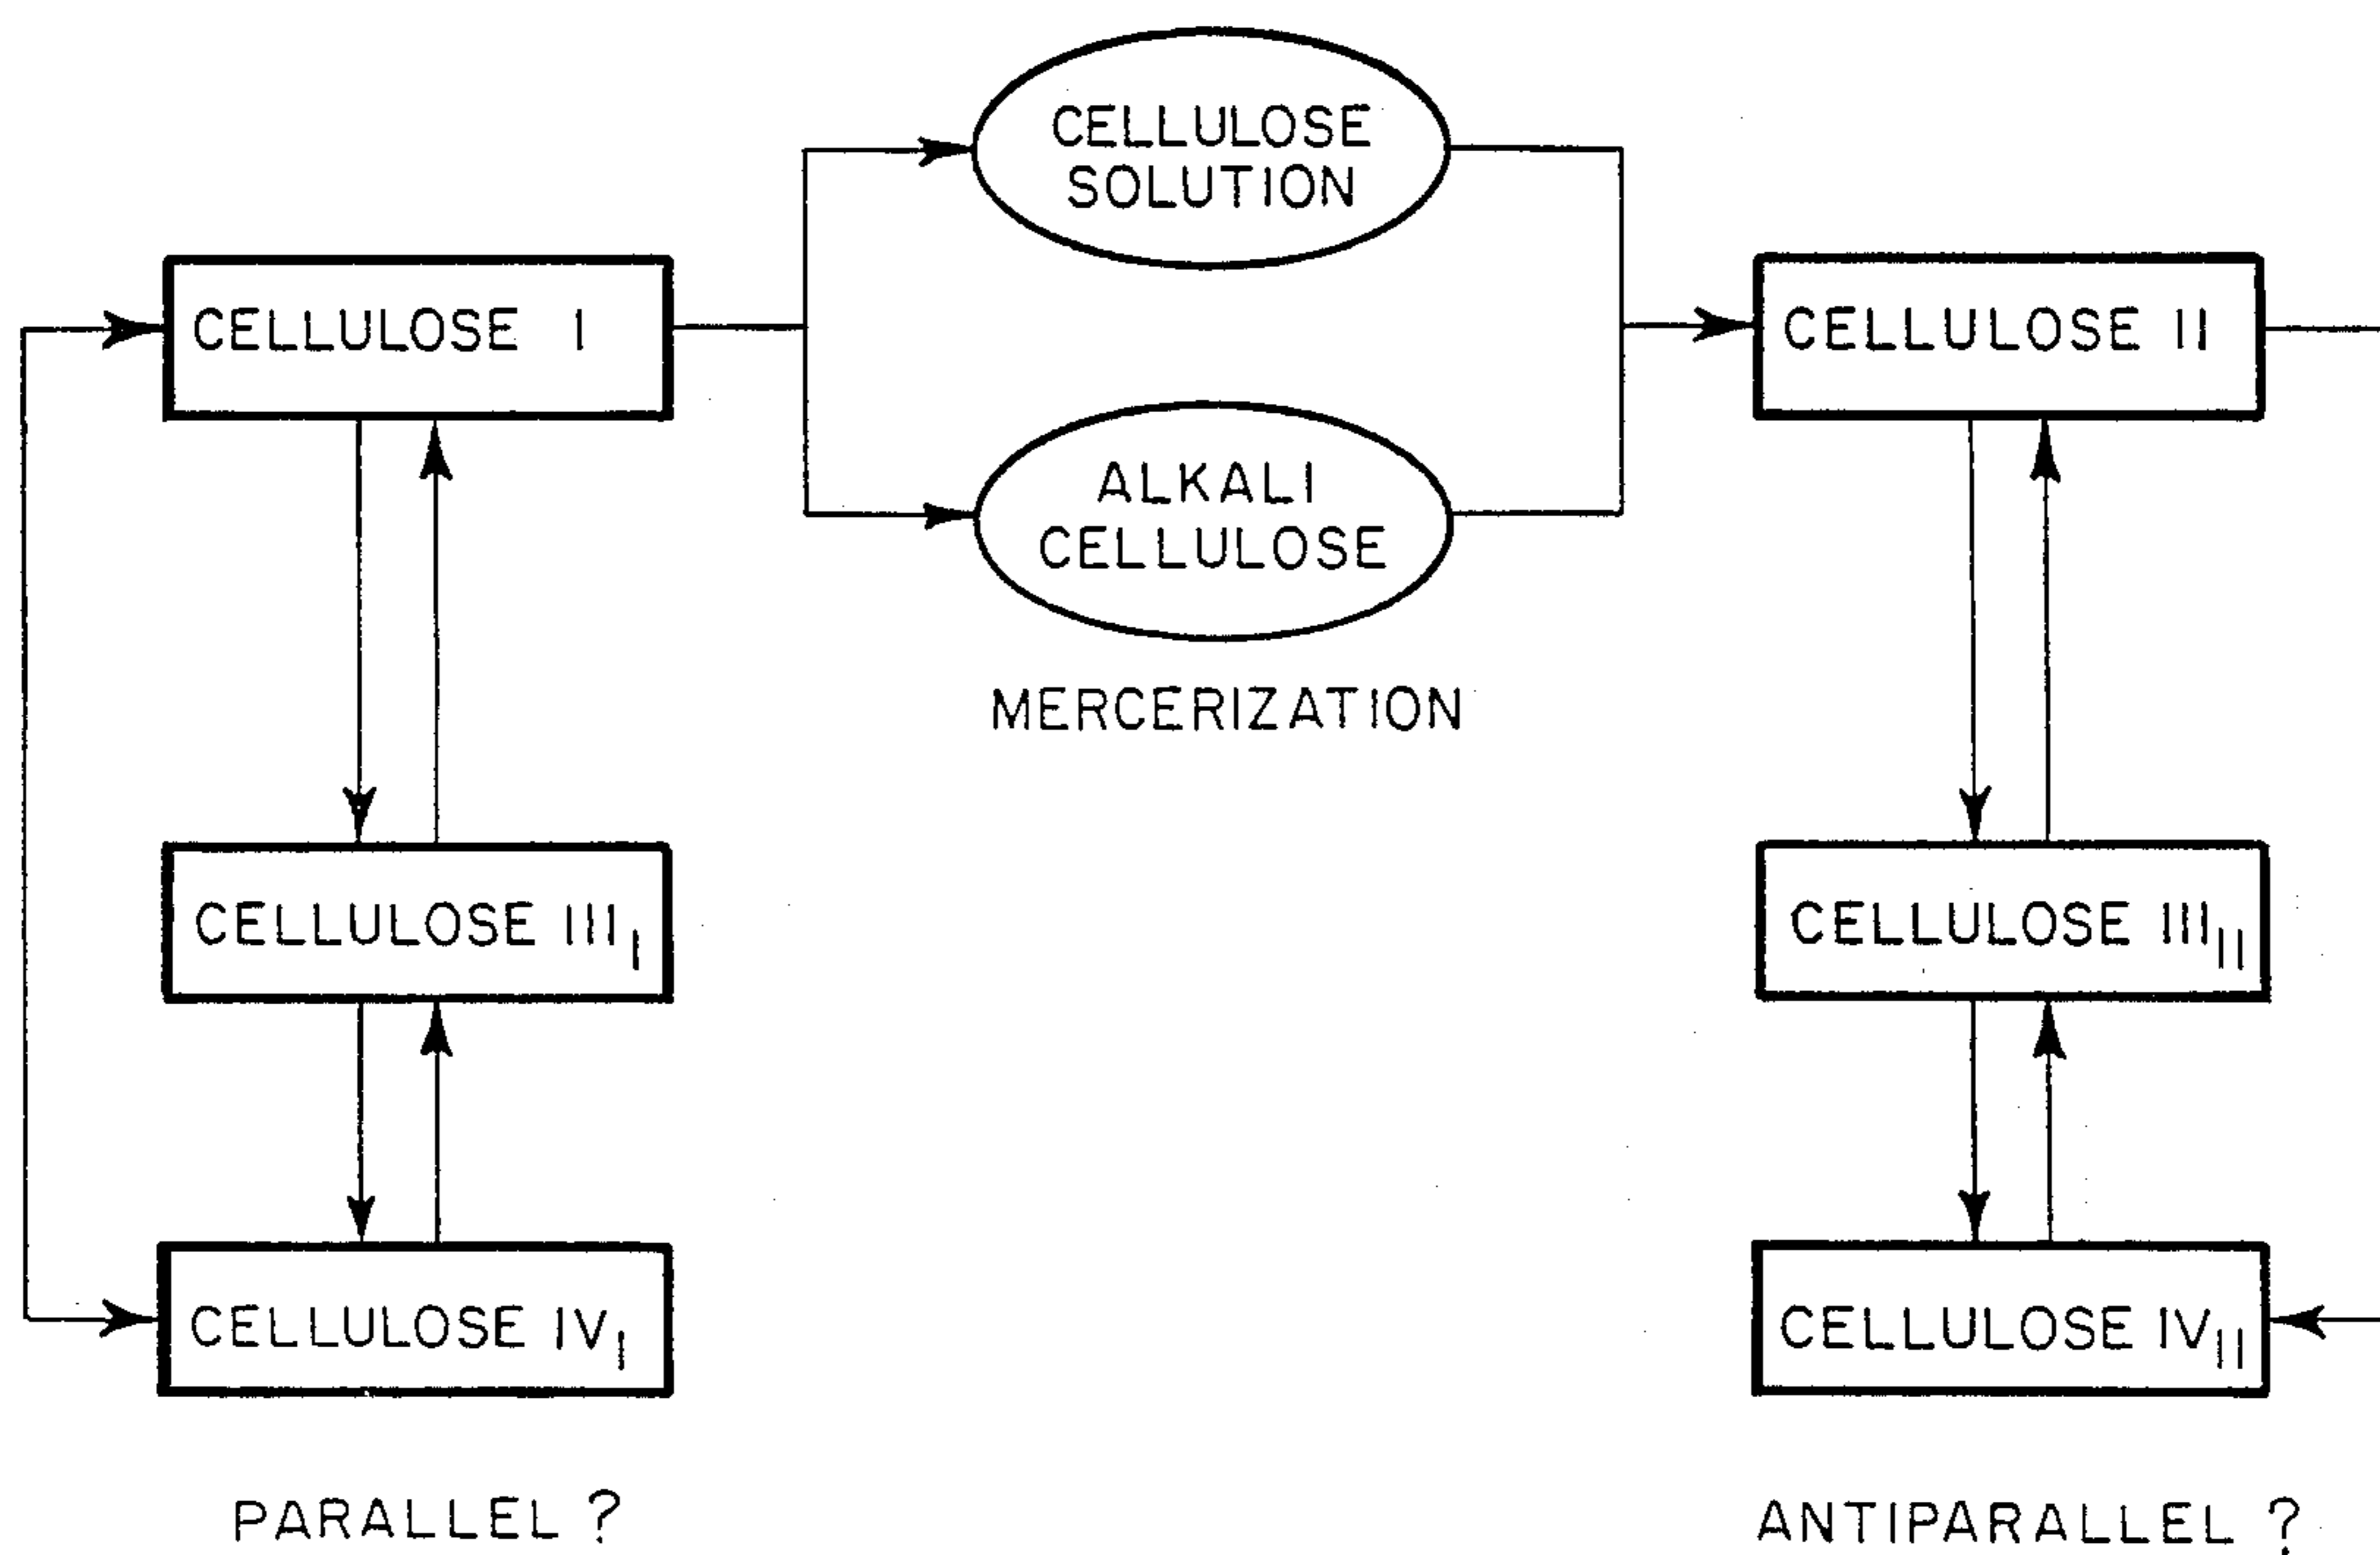 CELLULOSE
SOLUTION
CELLULOSE I
CELLULOSE II
ALKALI
CELLULOSE
MERCERIZATION
CELLULOSE III_I
CELLULOSE III_II
CELLULOSE IV_I
CELLULOSE IV_II
PARALLEL ?
ANTIPARALLEL ?